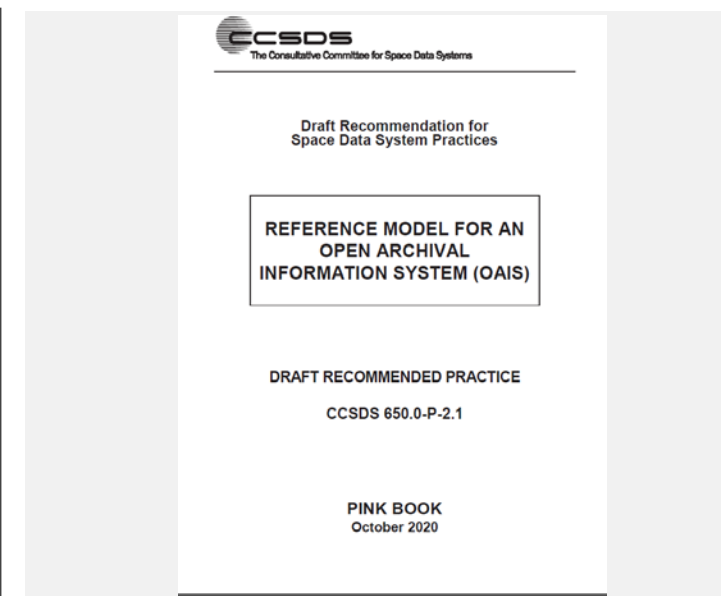 CCSDS
The Consultative Committee for Space Data Systems
Draft Recommendation for
Space Data System Practices
REFERENCE MODEL FOR AN
OPEN ARCHIVAL
INFORMATION SYSTEM (OAIS)
DRAFT RECOMMENDED PRACTICE
CCSDS 650.0-P-2.1
PINK BOOK
October 2020